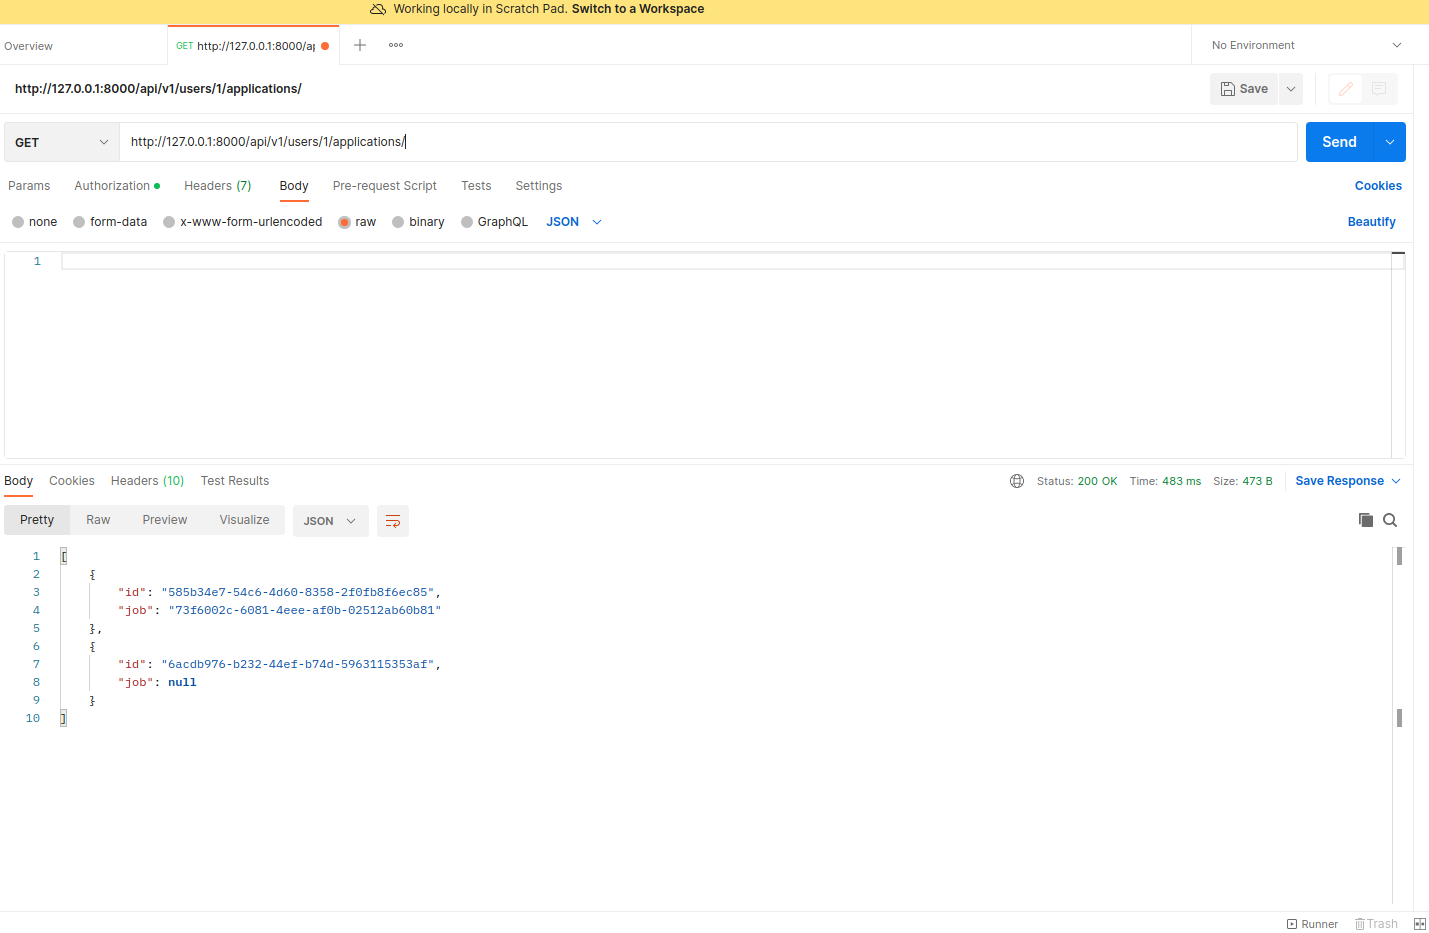 Working locally in Scratch Pad. Switch to a Workspace
Overview
GET http://127.0.0.1:8000/ap
No Environment
http://127.0.0.1:8000/api/v1/users/1/applications/
Save
GET
http://127.0.0.1:8000/api/v1/users/1/applications/
Send
Params Authorization Headers (7) Body Pre-request Script Tests Settings Cookies
none form-data x-www-form-urlencoded raw binary GraphQL JSON Beautify
1
Body Cookies Headers (10) Test Results Status: 200 OK Time: 483 ms Size: 473 B Save Response
Pretty Raw Preview Visualize JSON
1 [
2 {
3 "id": "585b34e7-54c6-4d60-8358-2f0fb8f6ec85",
4 "job": "73f6002c-6081-4eee-af0b-02512ab60b81"
5 },
6 {
7 "id": "6acdb976-b232-44ef-b74d-5963115353af",
8 "job": null
9 }
10 ]
Runner Trash